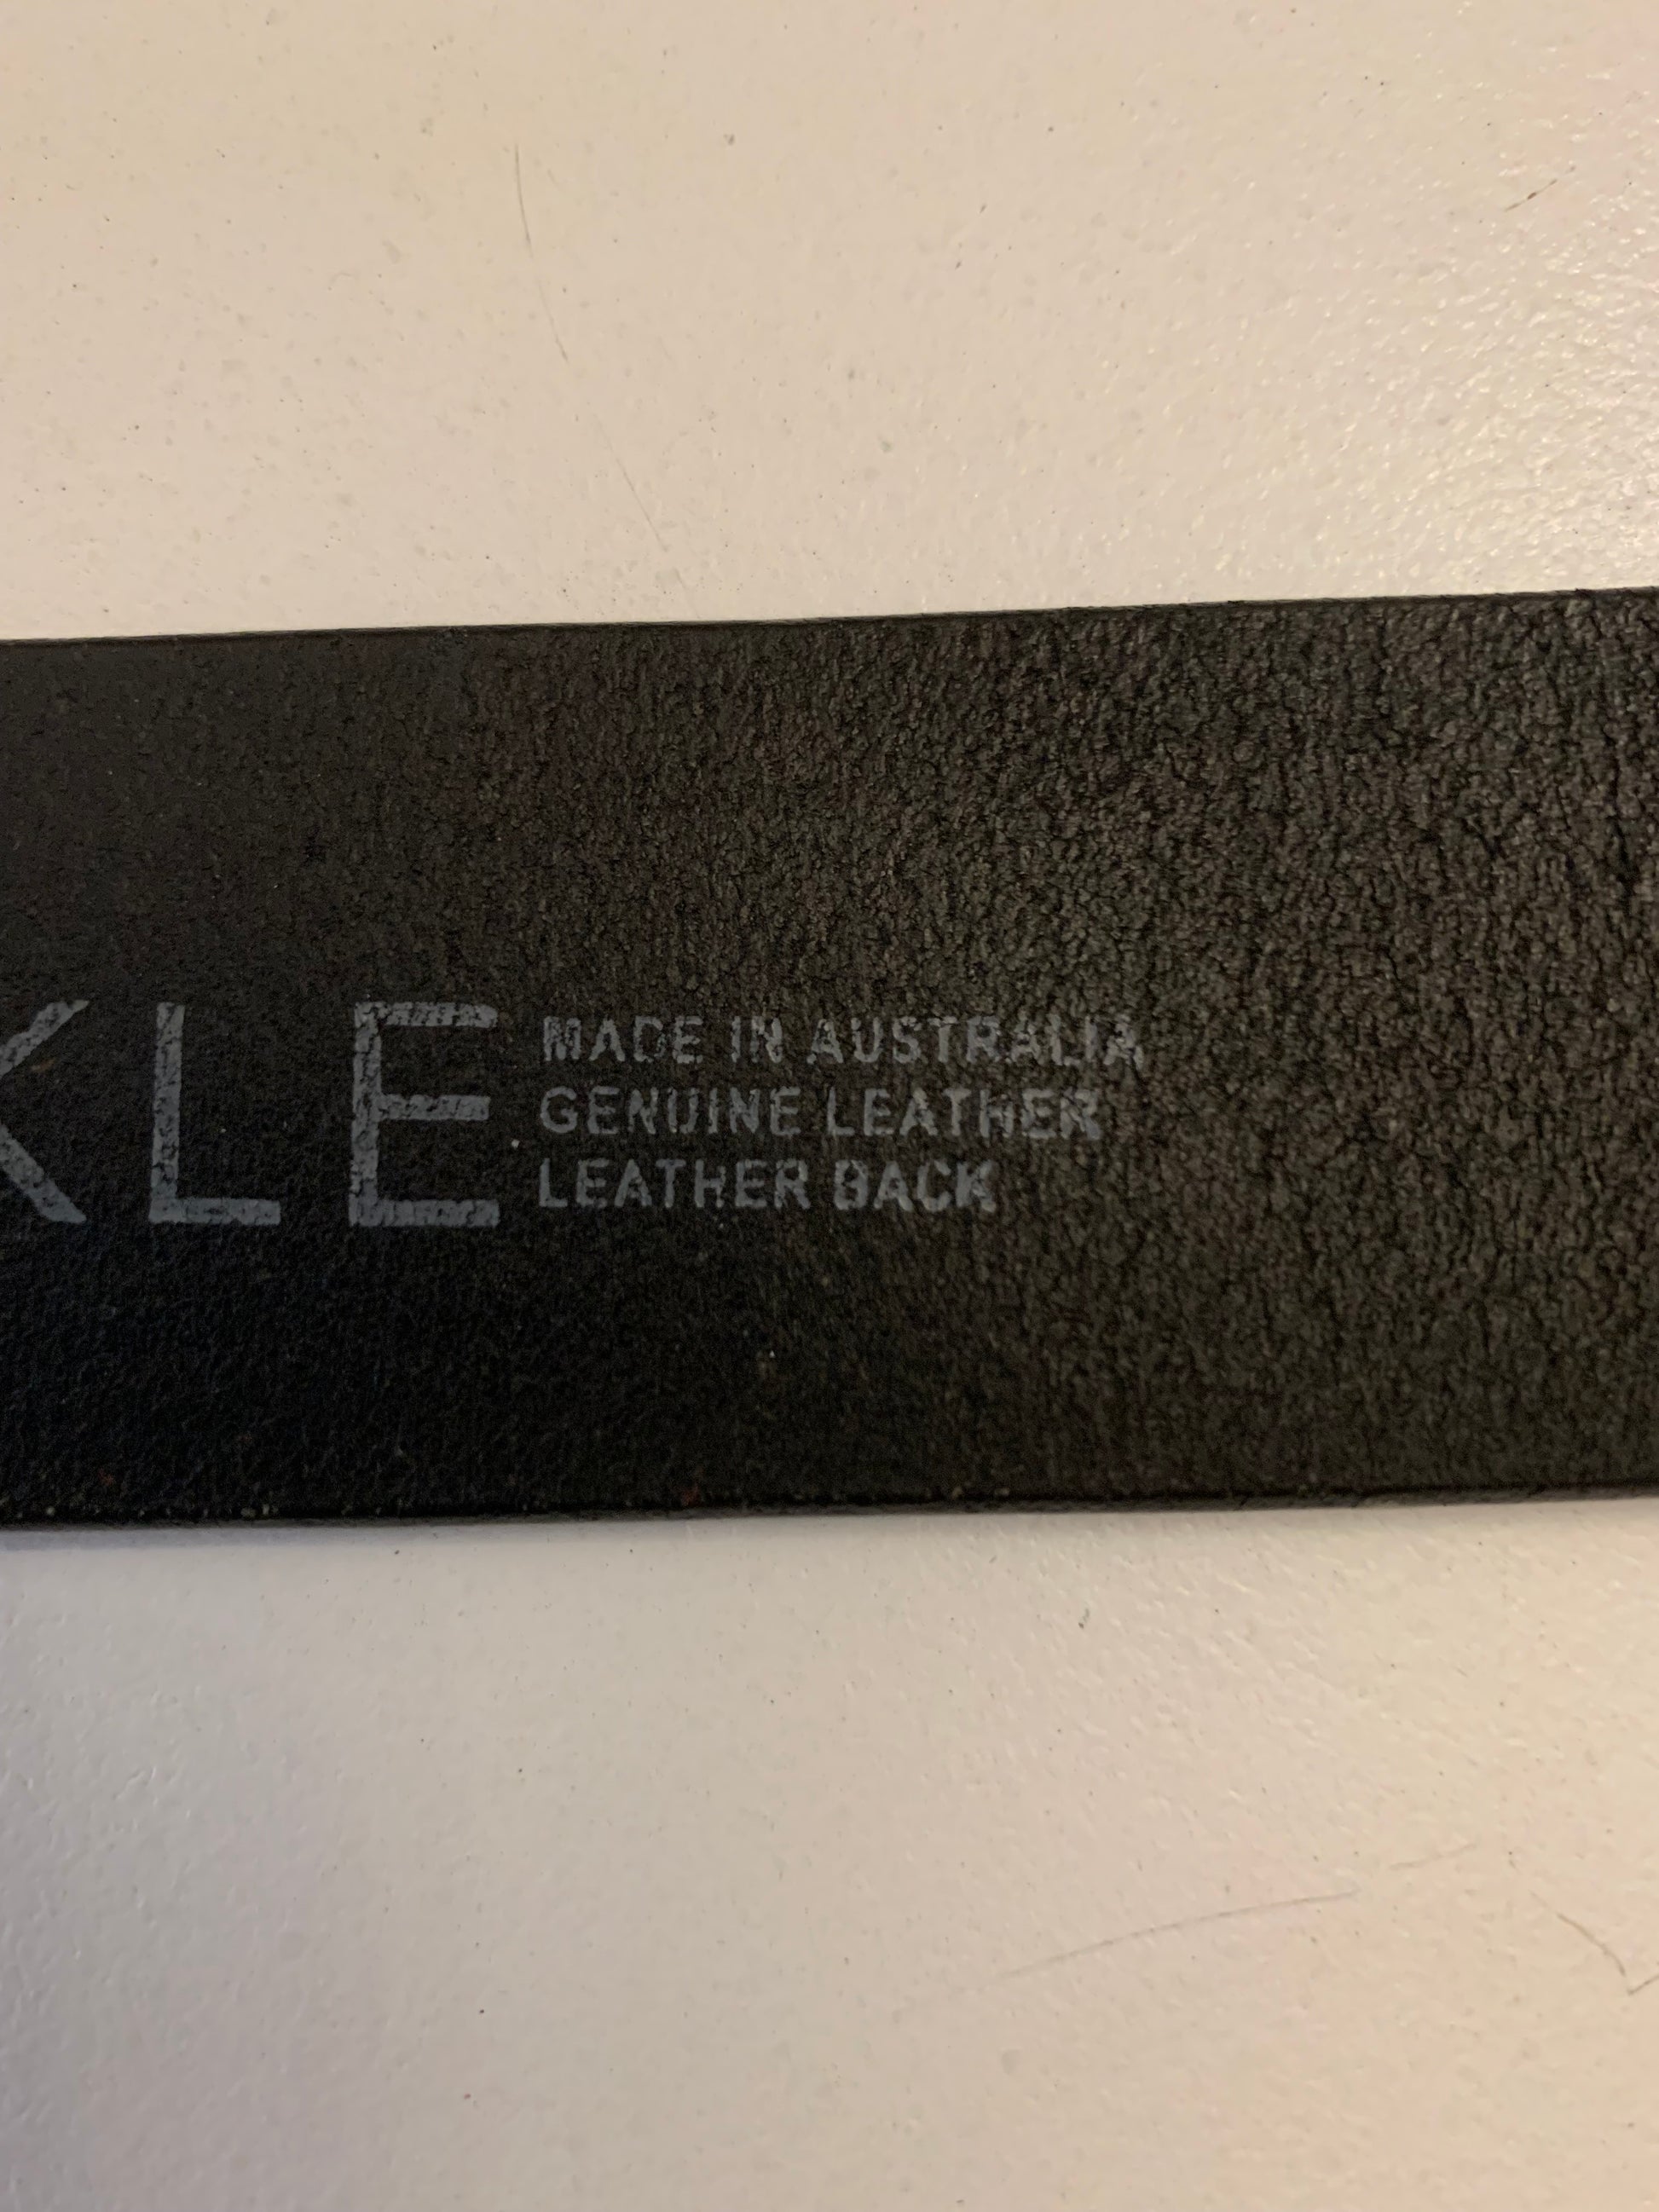 KLE
MADE IN AUSTRALIA
GENUINE LEATHER
LEATHER BACK